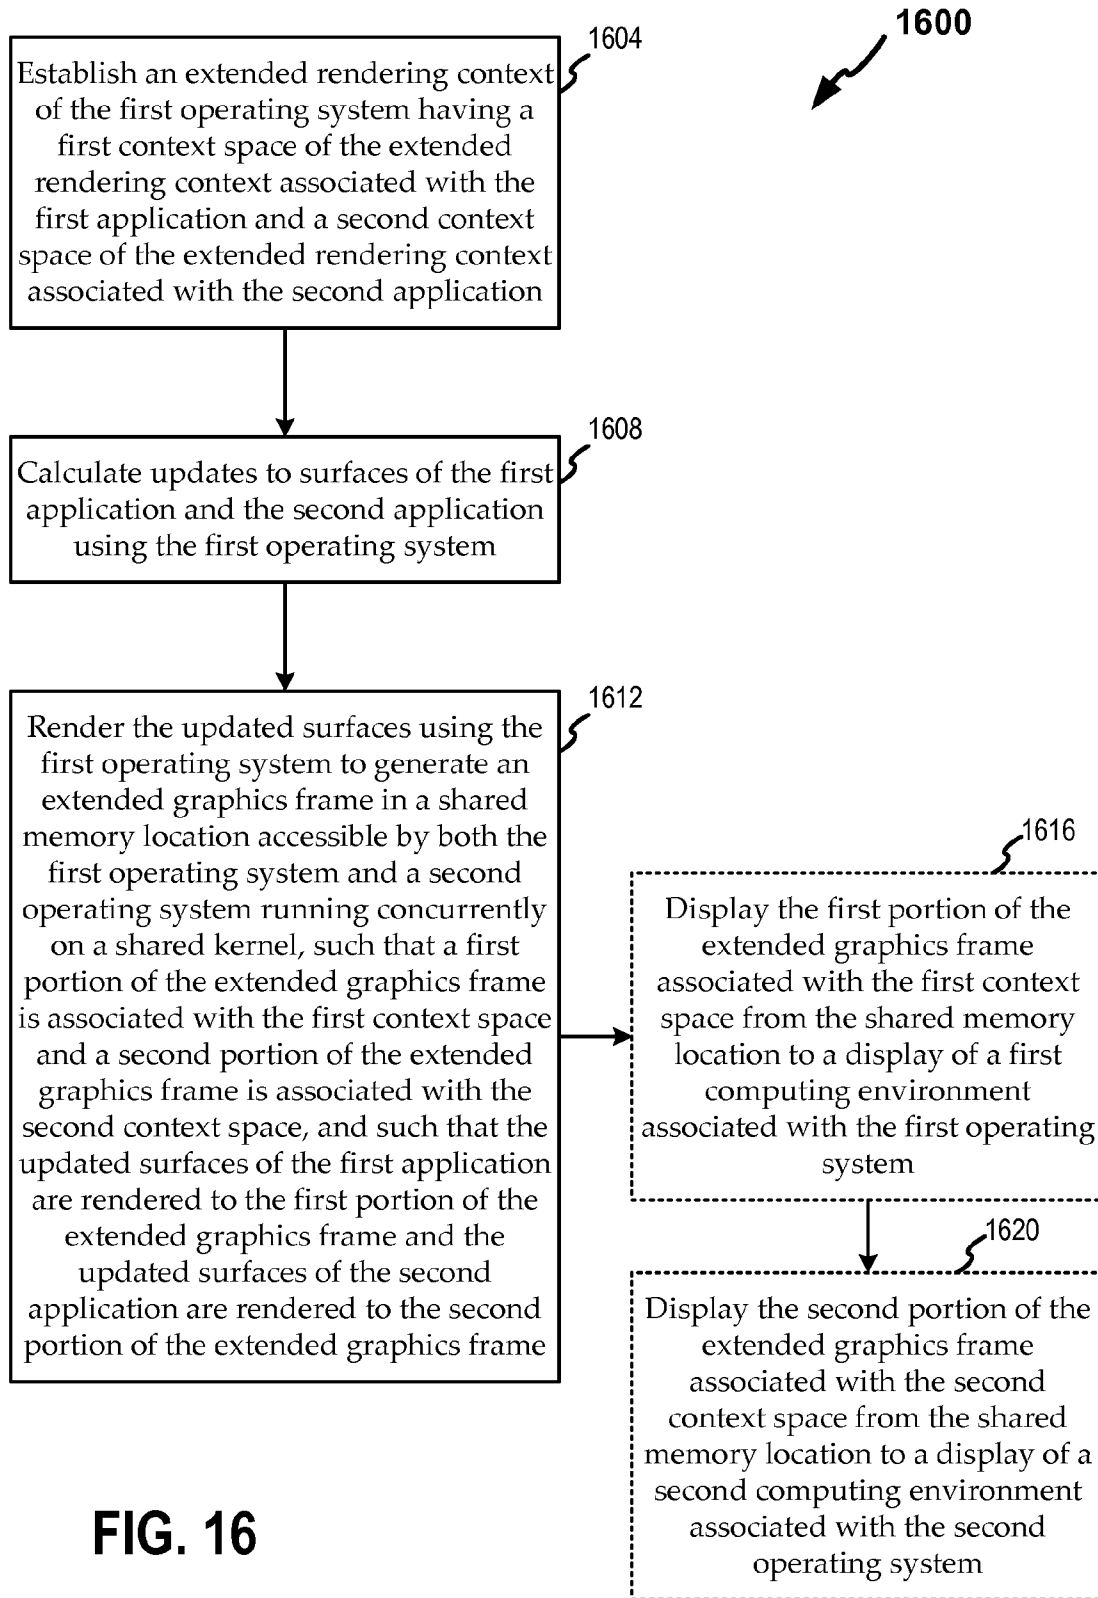 1600
1604
Establish an extended rendering context
of the first operating system having a
first context space of the extended
rendering context associated with the
first application and a second context
space of the extended rendering context
associated with the second application
1608
Calculate updates to surfaces of the first
application and the second application
using the first operating system
1612
Render the updated surfaces using the
first operating system to generate an
extended graphics frame in a shared
memory location accessible by both the
first operating system and a second
operating system running concurrently
on a shared kernel, such that a first
portion of the extended graphics frame
is associated with the first context space
and a second portion of the extended
graphics frame is associated with the
second context space, and such that the
updated surfaces of the first application
are rendered to the first portion of the
extended graphics frame and the
updated surfaces of the second
application are rendered to the second
portion of the extended graphics frame
1616
Display the first portion of the
extended graphics frame
associated with the first context
space from the shared memory
location to a display of a first
computing environment
associated with the first operating
system
1620
Display the second portion of the
extended graphics frame
associated with the second
context space from the shared
memory location to a display of a
second computing environment
associated with the second
operating system
FIG. 16